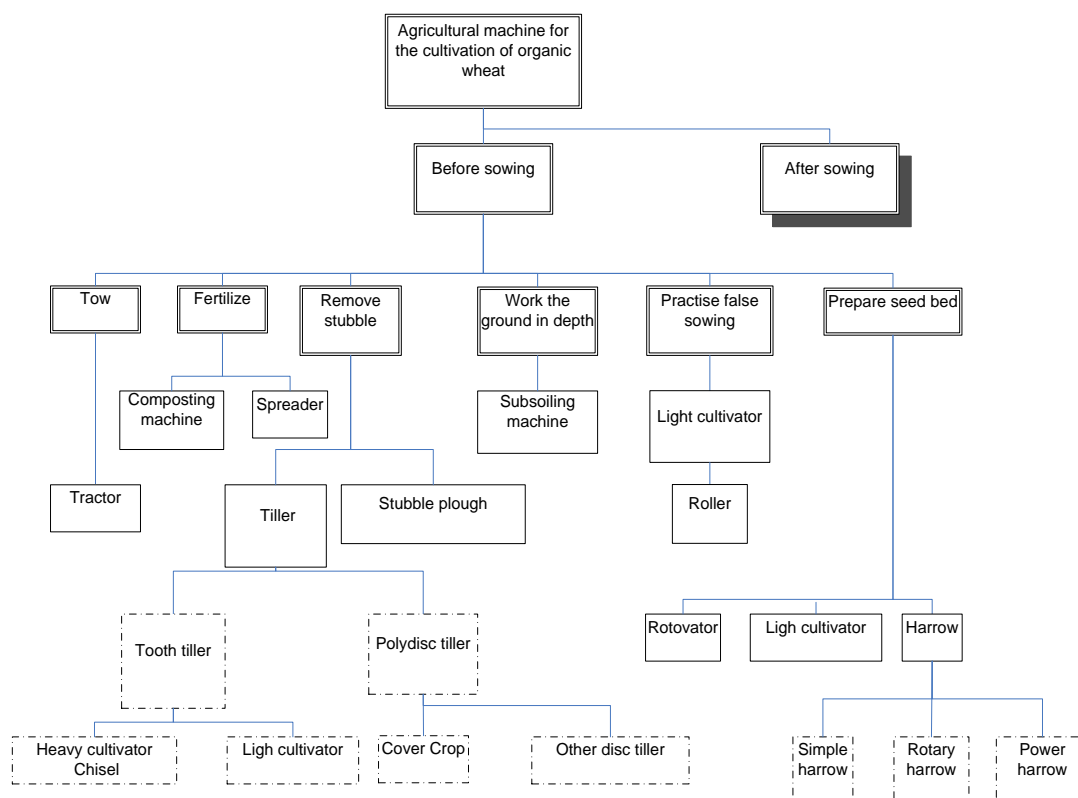 Agricultural machine for
the cultivation of organic
wheat
Before sowing
After sowing
Tow
Fertilize
Remove
stubble
Work the
ground in depth
Practise false
sowing
Prepare seed bed
Composting
machine
Spreader
Subsoiling
machine
Light cultivator
Tractor
Tiller
Stubble plough
Roller
Tooth tiller
Polydisc tiller
Rotovator
Ligh cultivator
Harrow
Heavy cultivator
Chisel
Ligh cultivator
Cover Crop
Other disc tiller
Simple
harrow
Rotary
harrow
Power
harrow